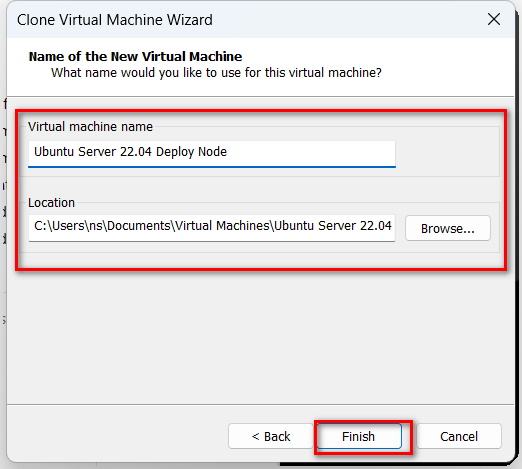 Clone Virtual Machine Wizard
Name of the New Virtual Machine
What name would you like to use for this virtual machine?
Virtual machine name
Ubuntu Server 22.04 Deploy Node
Location
C:\Users\ns\Documents\Virtual Machines\Ubuntu Server 22.04
Browse...
< Back
Finish
Cancel